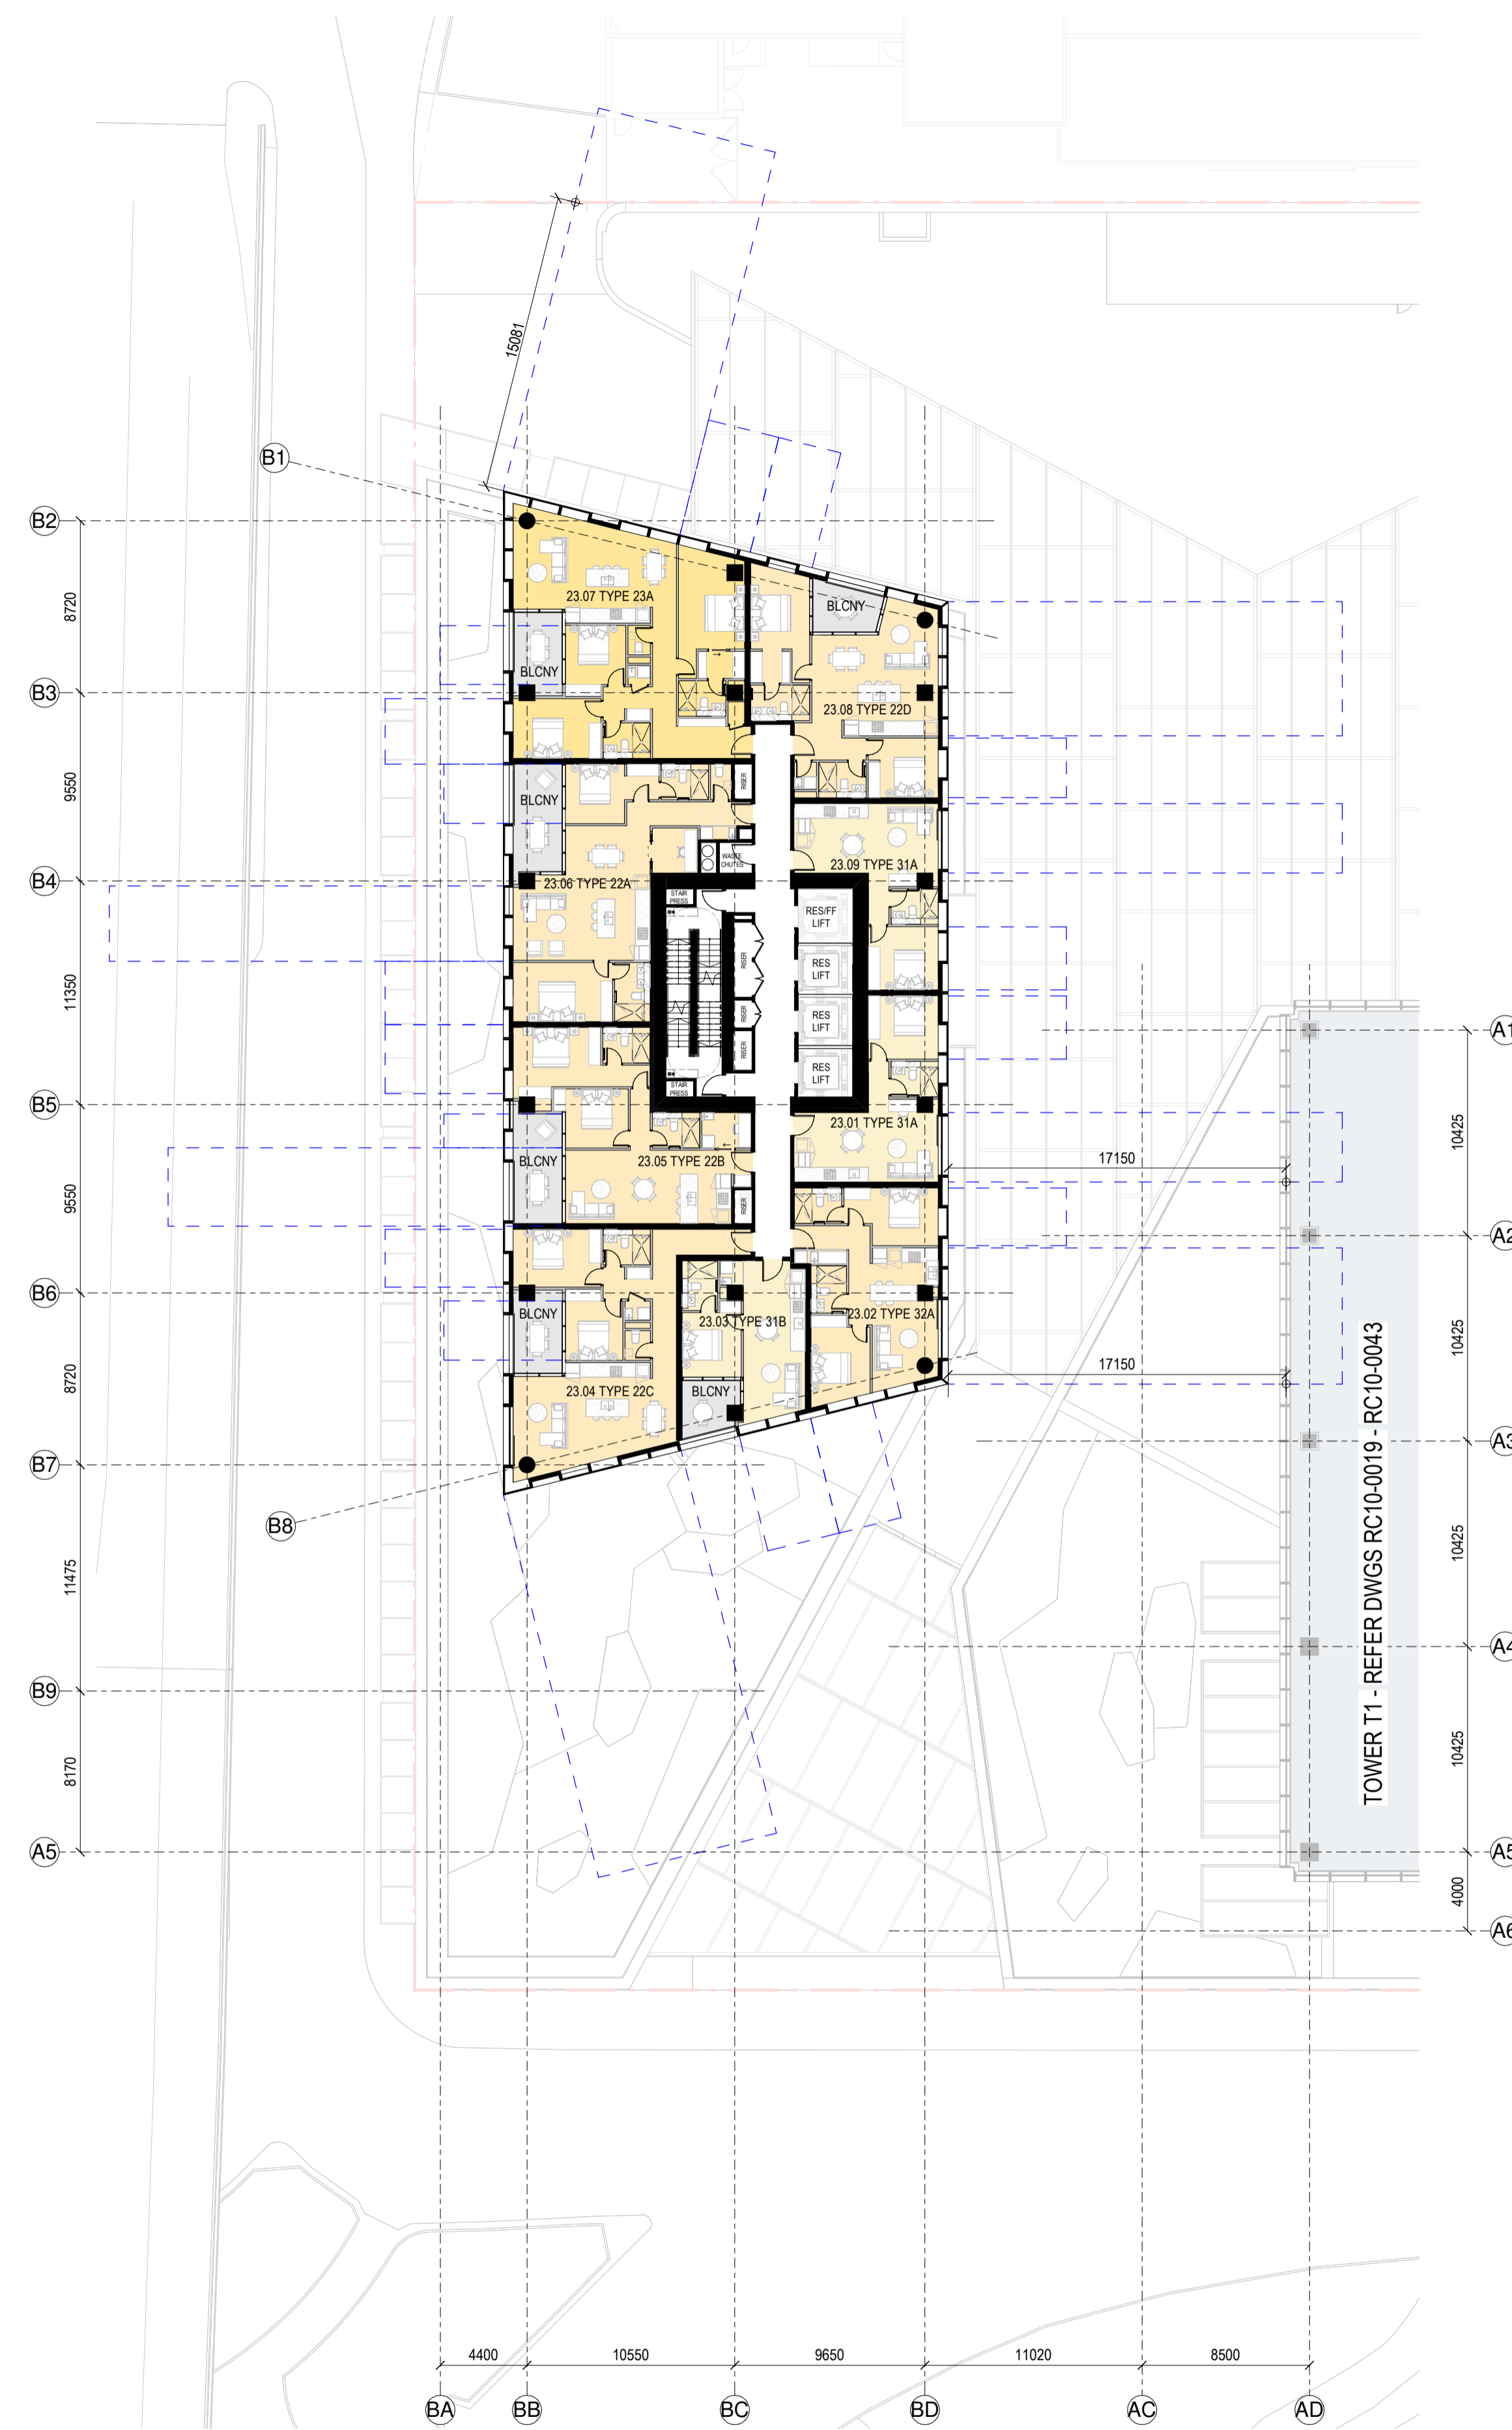 15081
B1
B2
8720
23.07 TYPE 23A
BLCNY
BLCNY
B3
23.08 TYPE 22D
9550
RISER
BLCNY
WASTE
CHUTES
23.09 TYPE 31A
B4
23.06 TYPE 22A
STAIR
PRESS
RES/FF
LIFT
RISER
RES
LIFT
11350
RISER
RES
LIFT
RISER
RES
LIFT
STAIR
PRESS
A1
B5
23.01 TYPE 31A
10425
BLCNY
23.05 TYPE 22B
17150
9550
RISER
A2
B6
BLCNY
23.03 TYPE 31B
23.02 TYPE 32A
10425
17150
8720
23.04 TYPE 22C
BLCNY
A3
B7
B8
TOWER T1 - REFER DWGS RC10-0019 - RC10-0043
10425
11475
A4
B9
10425
8170
A5
A5
4000
A6
4400
10550
9650
11020
8500
BA
BB
BC
BD
AC
AD